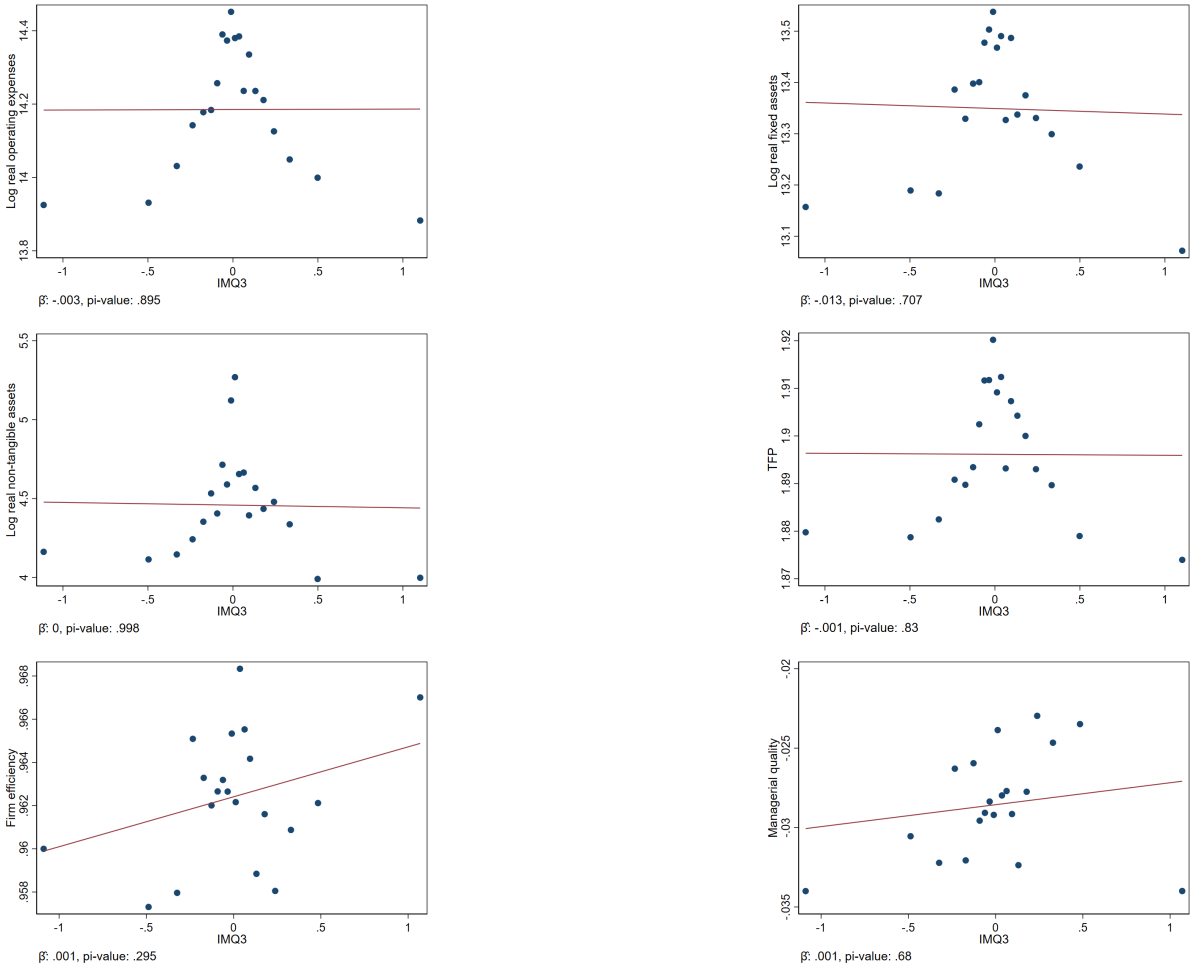 Log real operating expenses
14.4
14.2
14
13.8
-1 -.5 0 .5 1
IMQ3
β̂: -.003, pi-value: .895
Log real fixed assets
13.5
13.4
13.3
13.2
13.1
-1 -.5 0 .5 1
IMQ3
β̂: -.013, pi-value: .707
Log real non-tangible assets
5.5
5
4.5
4
-1 -.5 0 .5 1
IMQ3
β̂: 0, pi-value: .998
TFP
1.92
1.91
1.9
1.89
1.88
1.87
-1 -.5 0 .5 1
IMQ3
β̂: -.001, pi-value: .83
Firm efficiency
.968
.966
.964
.962
.96
.958
-1 -.5 0 .5 1
IMQ3
β̂: .001, pi-value: .295
Managerial quality
-.02
-.025
-.03
-.035
-1 -.5 0 .5 1
IMQ3
β̂: .001, pi-value: .68